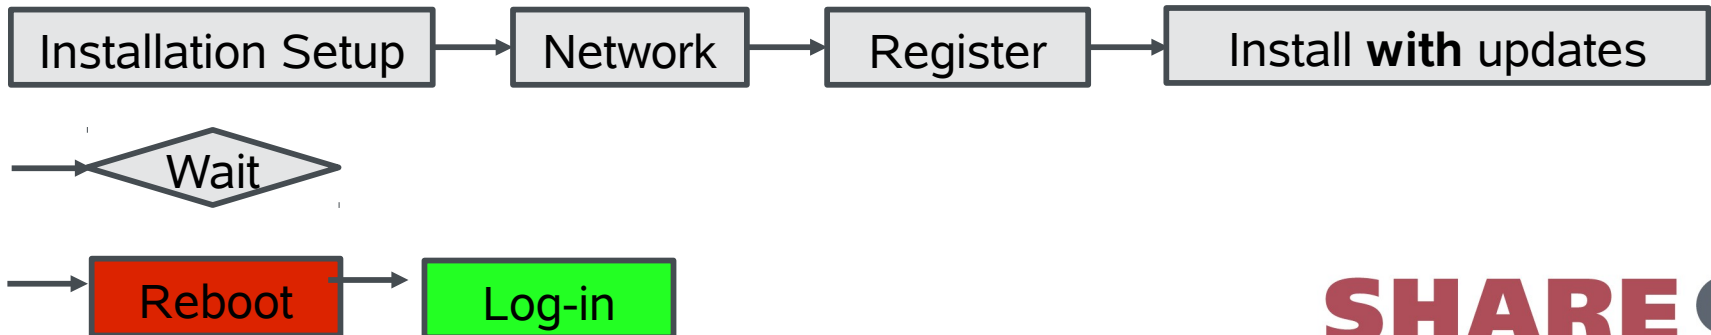 Installation Setup Network Register Install with updates
Wait
Reboot Log-in
SHARE